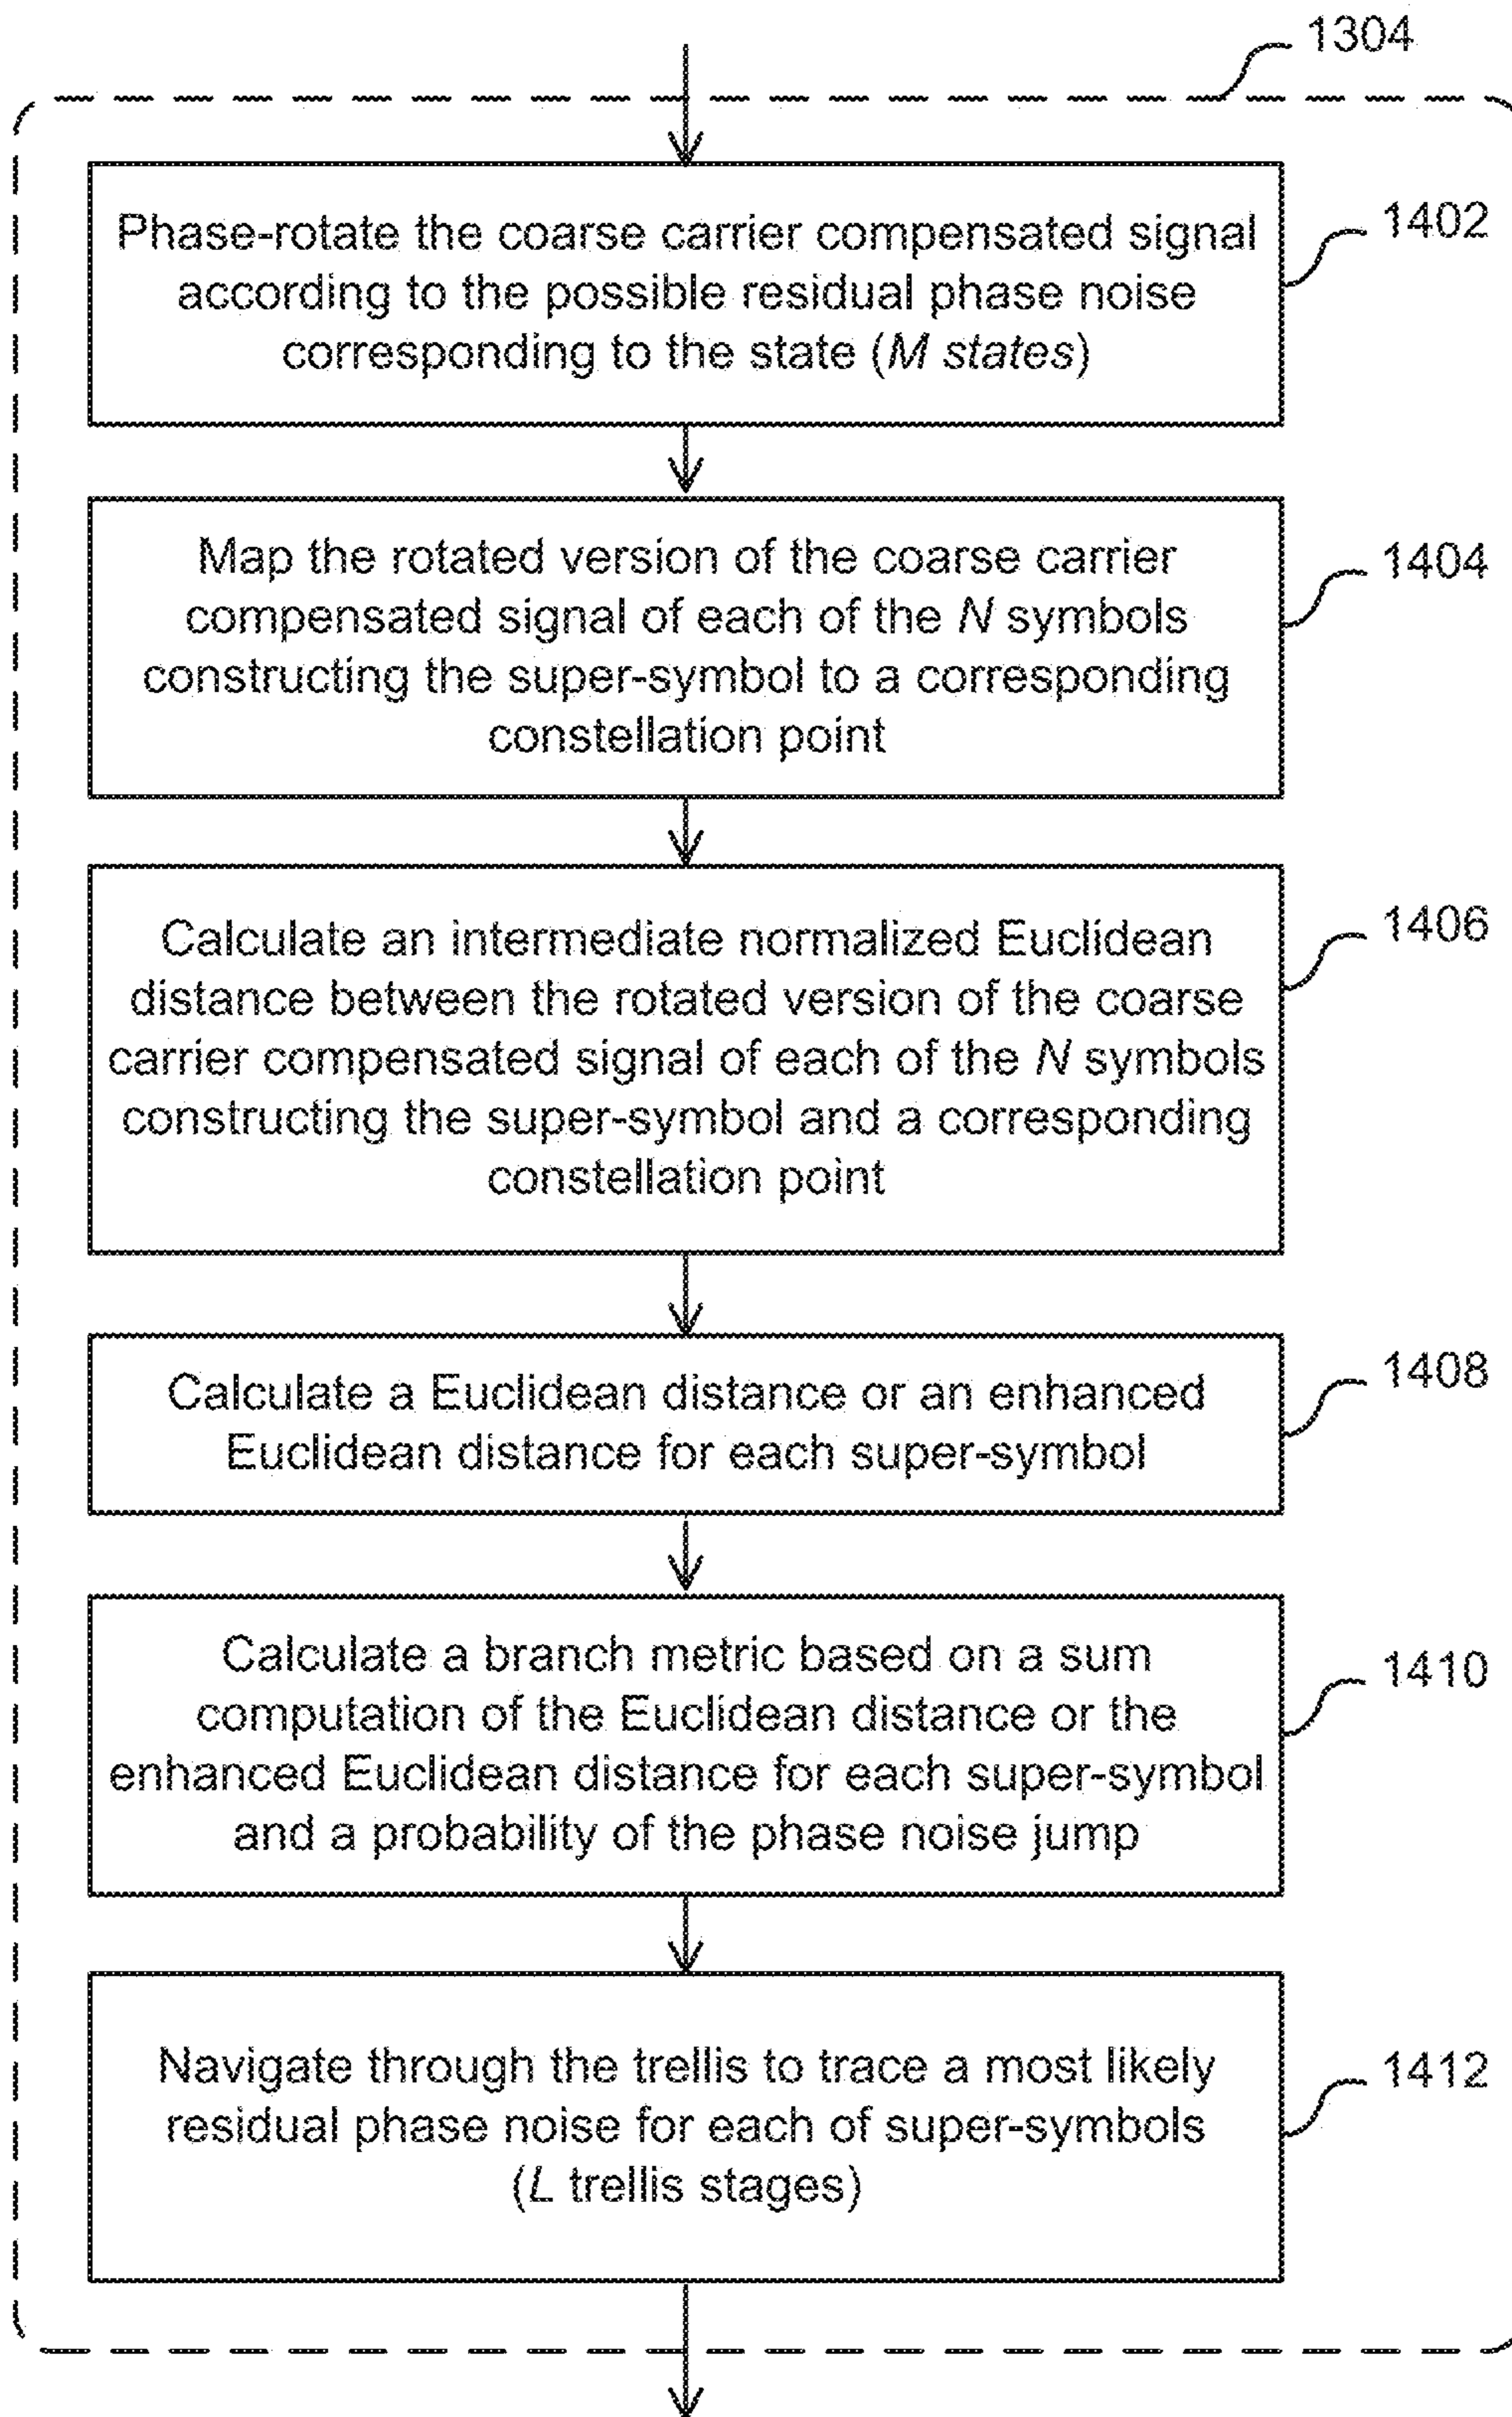 1304
Phase-rotate the coarse carrier compensated signal
according to the possible residual phase noise
corresponding to the state (M states)
1402
Map the rotated version of the coarse carrier
compensated signal of each of the N symbols
constructing the super-symbol to a corresponding
constellation point
1404
Calculate an intermediate normalized Euclidean
distance between the rotated version of the coarse
carrier compensated signal of each of the N symbols
constructing the super-symbol and a corresponding
constellation point
1406
Calculate a Euclidean distance or an enhanced
Euclidean distance for each super-symbol
1408
Calculate a branch metric based on a sum
computation of the Euclidean distance or the
enhanced Euclidean distance for each super-symbol
and a probability of the phase noise jump
1410
Navigate through the trellis to trace a most likely
residual phase noise for each of super-symbols
(L trellis stages)
1412